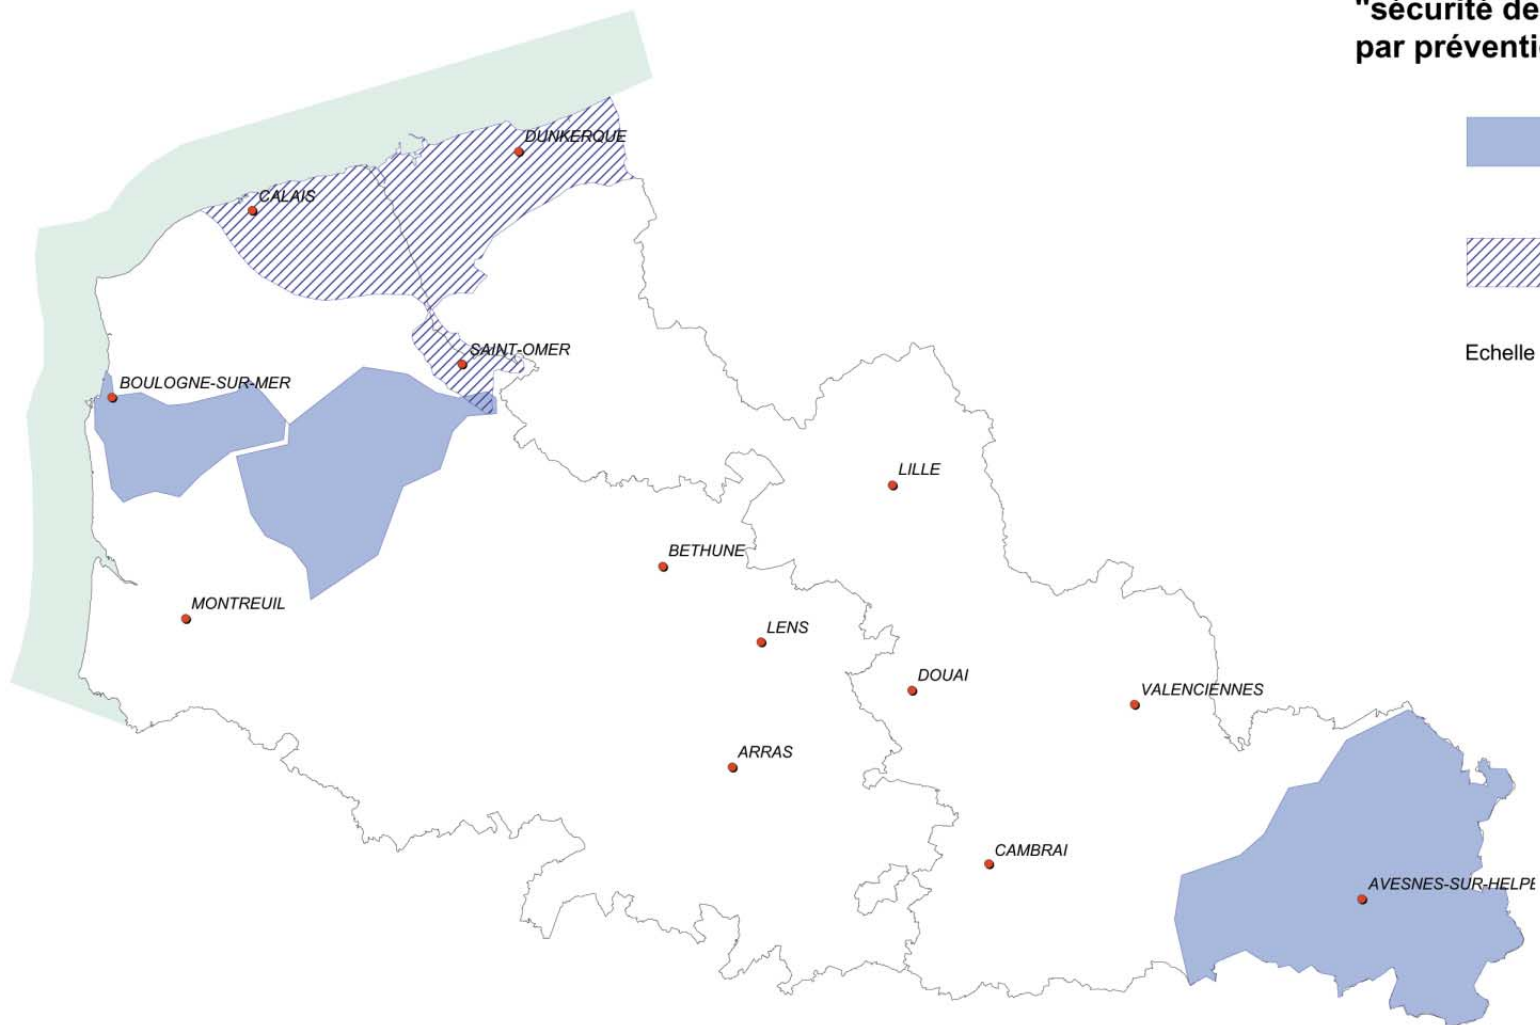 "sécurité de
par préventi
DUNKERQUE
CALAIS
SAINT-OMER
Echelle
BOULOGNE-SUR-MER
LILLE
BETHUNE
MONTREUIL
LENS
DOUAI
VALENCIENNES
ARRAS
CAMBRAI
AVESNES-SUR-HELPE